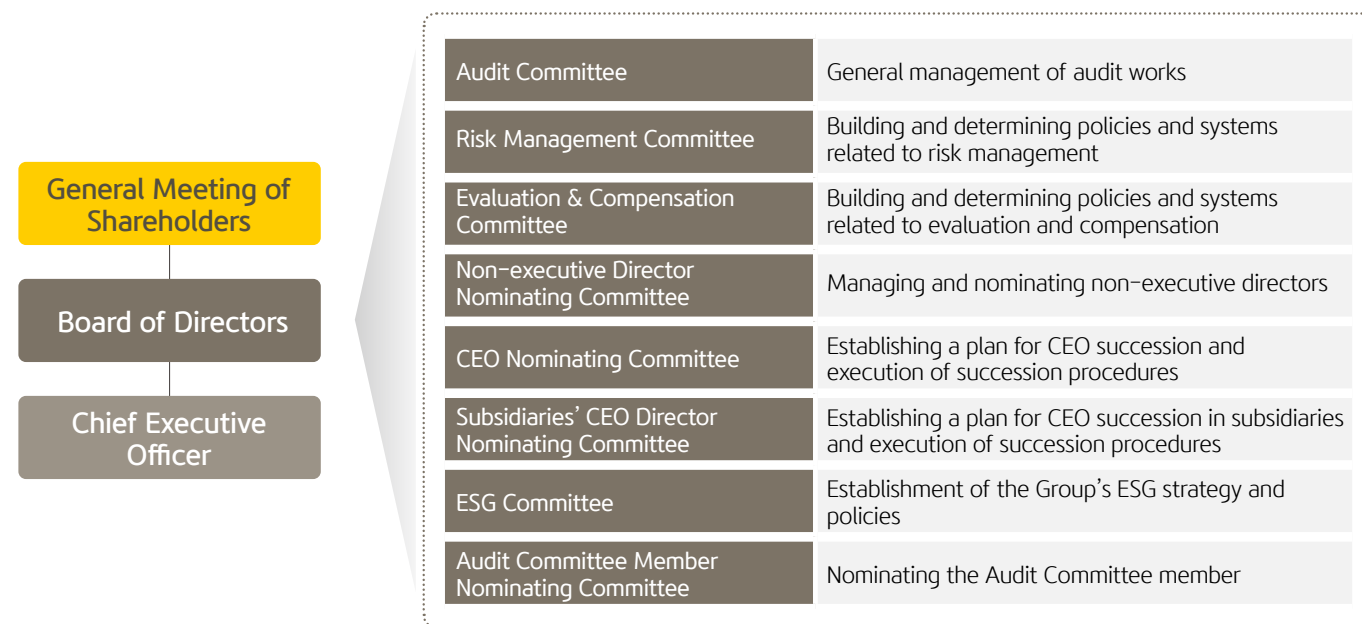 General Meeting of
Shareholders
Board of Directors
Chief Executive
Officer
Audit Committee
General management of audit works
Risk Management Committee
Building and determining policies and systems
related to risk management
Evaluation & Compensation
Committee
Building and determining policies and systems
related to evaluation and compensation
Non-executive Director
Nominating Committee
Managing and nominating non-executive directors
CEO Nominating Committee
Establishing a plan for CEO succession and
execution of succession procedures
Subsidiaries’ CEO Director
Nominating Committee
Establishing a plan for CEO succession in subsidiaries
and execution of succession procedures
ESG Committee
Establishment of the Group’s ESG strategy and
policies
Audit Committee Member
Nominating Committee
Nominating the Audit Committee member